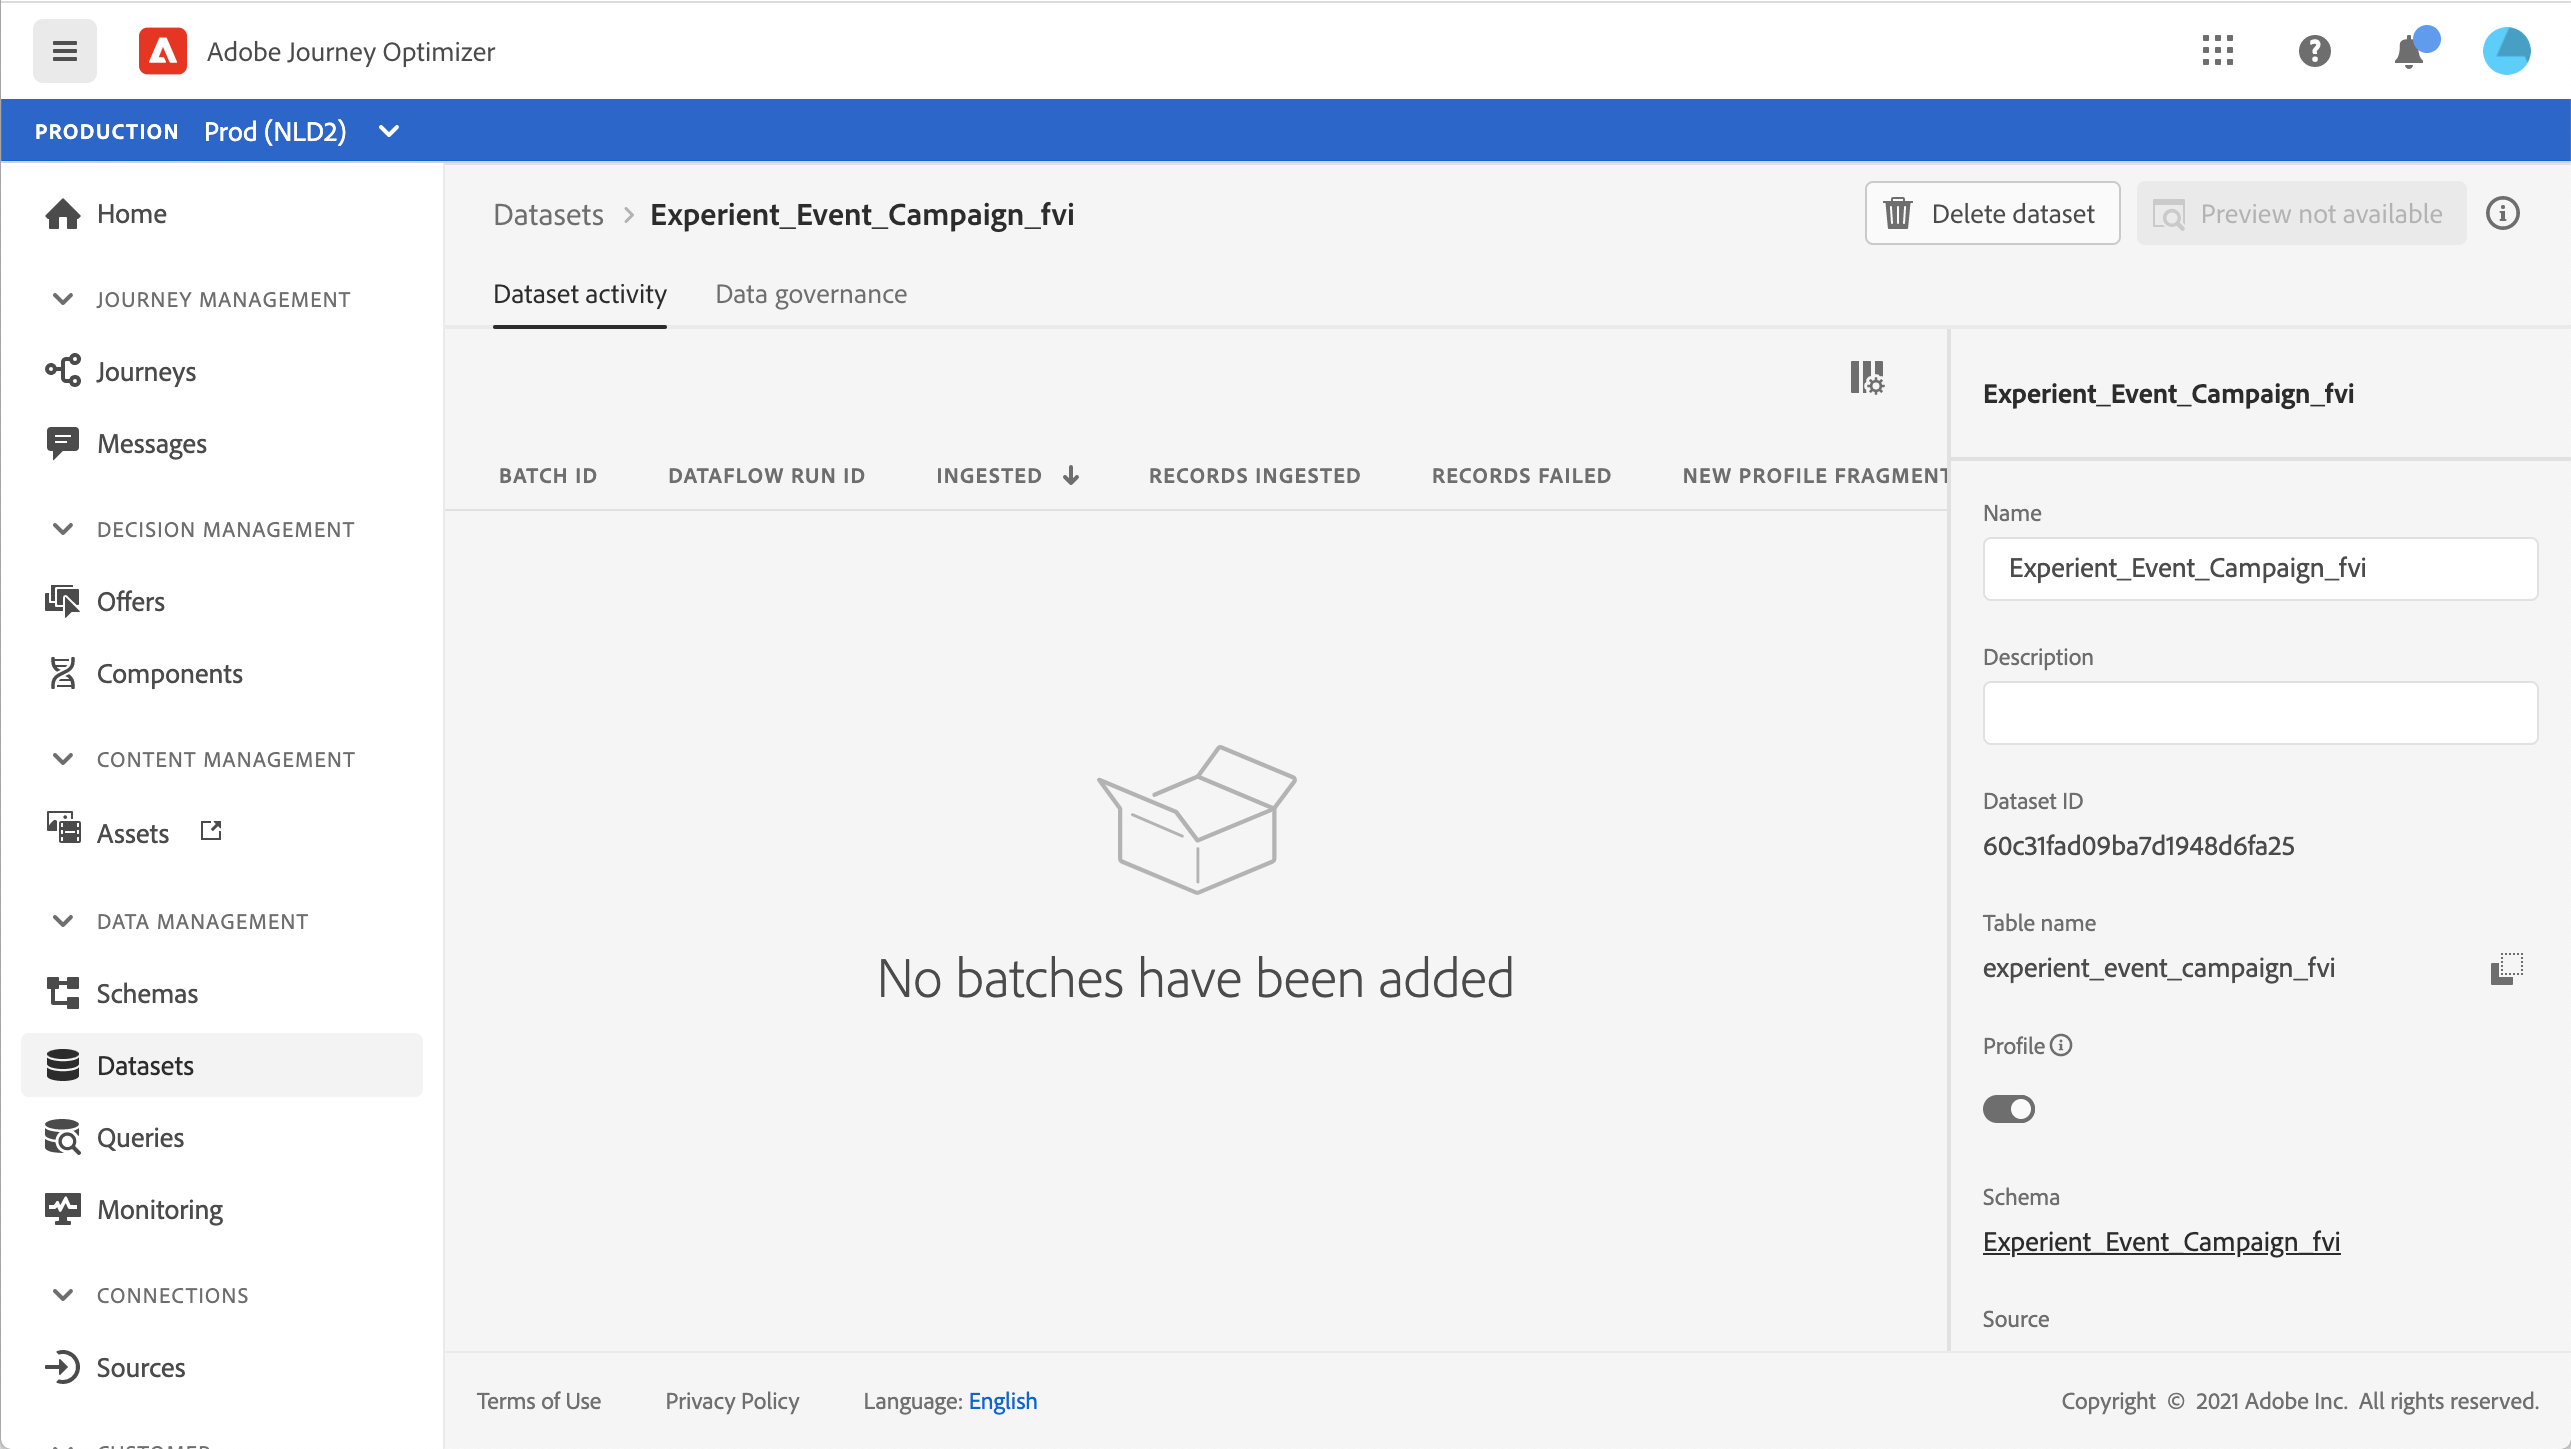 Adobe Journey Optimizer
PRODUCTION Prod (NLD2)
Home
JOURNEY MANAGEMENT
Journeys
Messages
DECISION MANAGEMENT
Offers
Components
CONTENT MANAGEMENT
Assets
DATA MANAGEMENT
Schemas
Datasets
Queries
Monitoring
CONNECTIONS
Sources
CUSTOMER
Datasets > Experient_Event_Campaign_fvi
Delete dataset
Preview not available
Dataset activity
Data governance
BATCH ID
DATAFLOW RUN ID
INGESTED
RECORDS INGESTED
RECORDS FAILED
NEW PROFILE FRAGMENT
No batches have been added
Experient_Event_Campaign_fvi
Name
Experient_Event_Campaign_fvi
Description
Dataset ID
60c31fad09ba7d1948d6fa25
Table name
experient_event_campaign_fvi
Profile
Schema
Experient_Event_Campaign_fvi
Source
Terms of Use
Privacy Policy
Language: English
Copyright © 2021 Adobe Inc. All rights reserved.